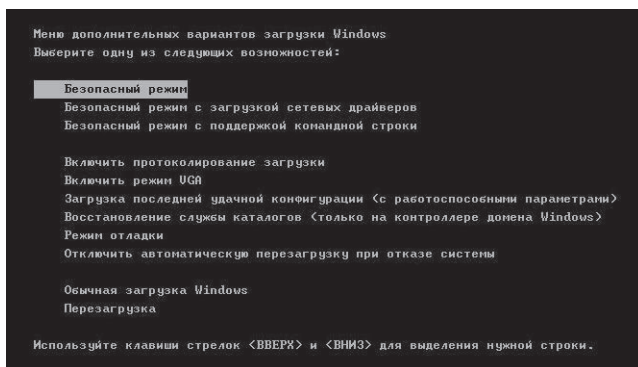 Меню дополнительных вариантов загрузки Windows
Выберите одну из следующих возможностей:
Безопасный режим
Безопасный режим с загрузкой сетевых драйверов
Безопасный режим с поддержкой командной строки
Включить протоколирование загрузки
Включить режим VGA
Загрузка последней удачной конфигурации (с работоспособными параметрами)
Восстановление службы каталогов (только на контроллере домена Windows)
Режим отладки
Отключить автоматическую перезагрузку при отказе системы
Обычная загрузка Windows
Перезагрузка
Используйте клавиши стрелок <ВВЕРХ> и <ВНИЗ> для выделения нужной строки.